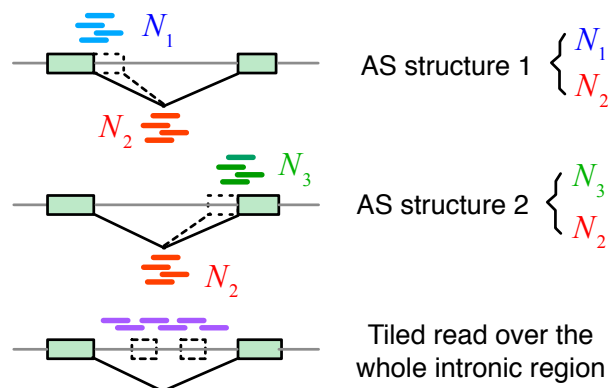 N1
AS structure 1
N1
N2
N2
N3
AS structure 2
N3
N2
N2
Tiled read over the
whole intronic region